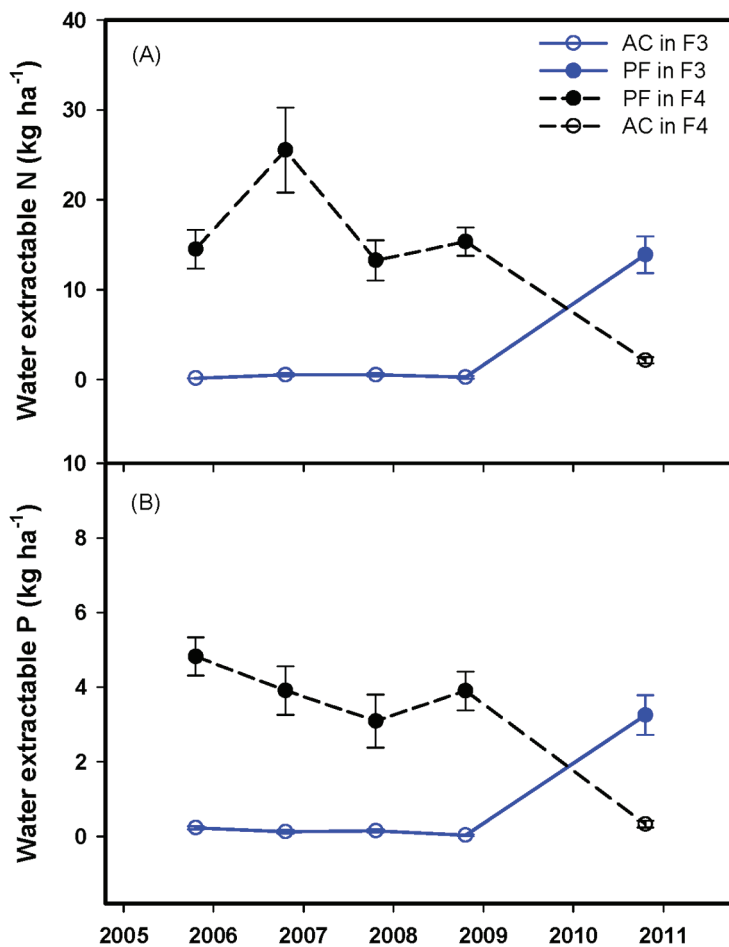 40
30
20
10
0
Water extractable N (kg ha⁻¹)
(A)
AC in F3
PF in F3
PF in F4
AC in F4
10
8
6
4
2
0
Water extractable P (kg ha⁻¹)
(B)
2005 2006 2007 2008 2009 2010 2011